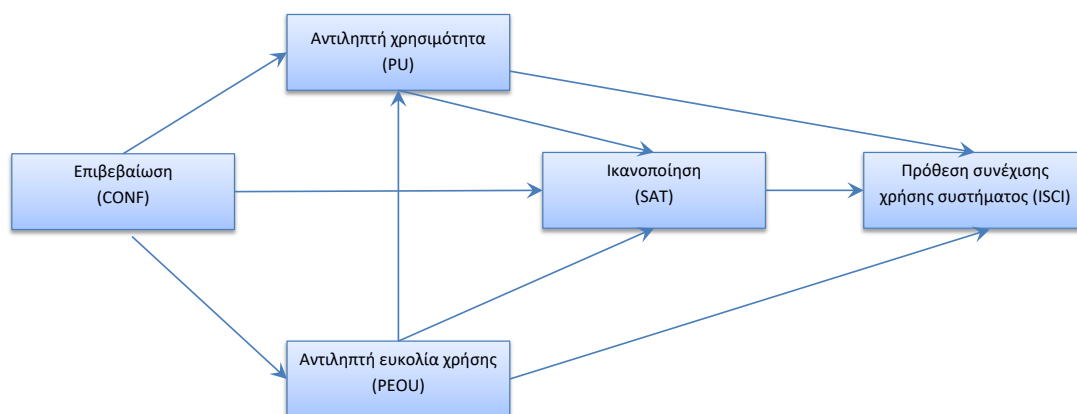 Αντιληπτή χρησιμότητα
(PU)
Επιβεβαίωση
(CONF)
Ικανοποίηση
(SAT)
Πρόθεση συνέχισης
χρήσης συστήματος (ISCI)
Αντιληπτή ευκολία χρήσης
(PEOU)